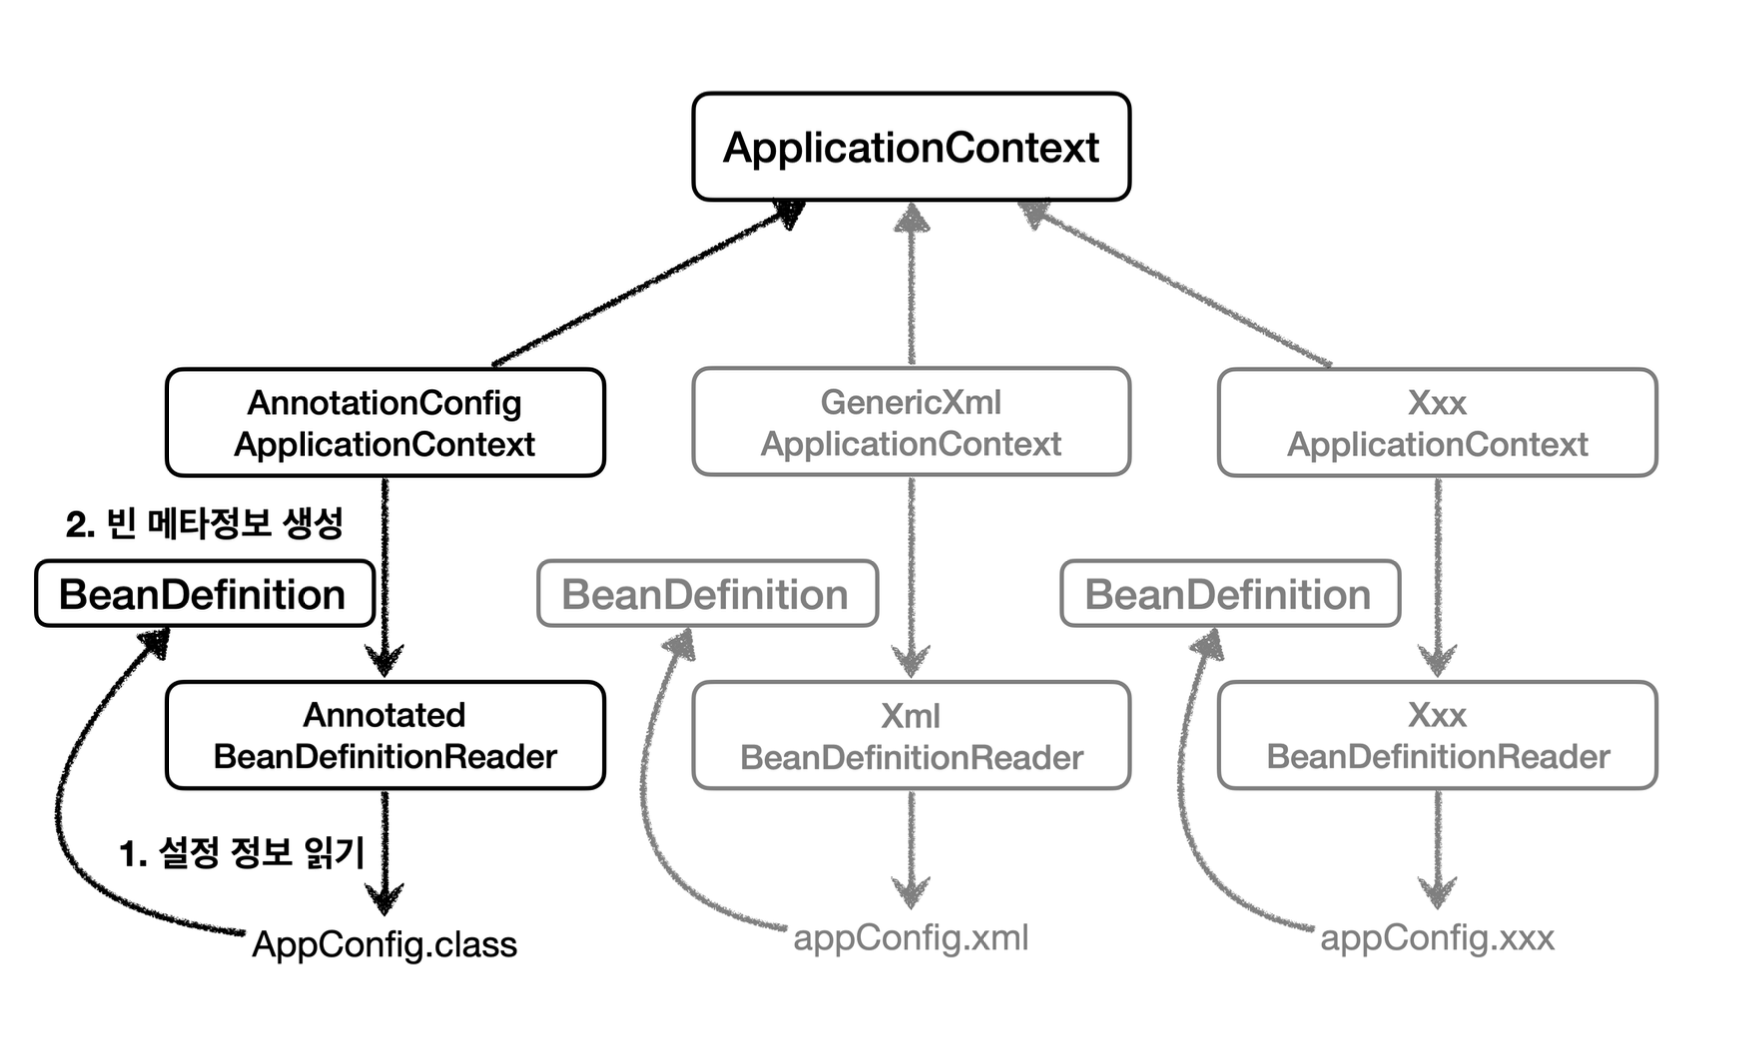 ApplicationContext
AnnotationConfig
ApplicationContext
GenericXml
ApplicationContext
Xxx
ApplicationContext
2. 빈 메타정보 생성
BeanDefinition
BeanDefinition
BeanDefinition
Annotated
BeanDefinitionReader
Xml
BeanDefinitionReader
Xxx
BeanDefinitionReader
1. 설정 정보 읽기
AppConfig.class
appConfig.xml
appConfig.xxx